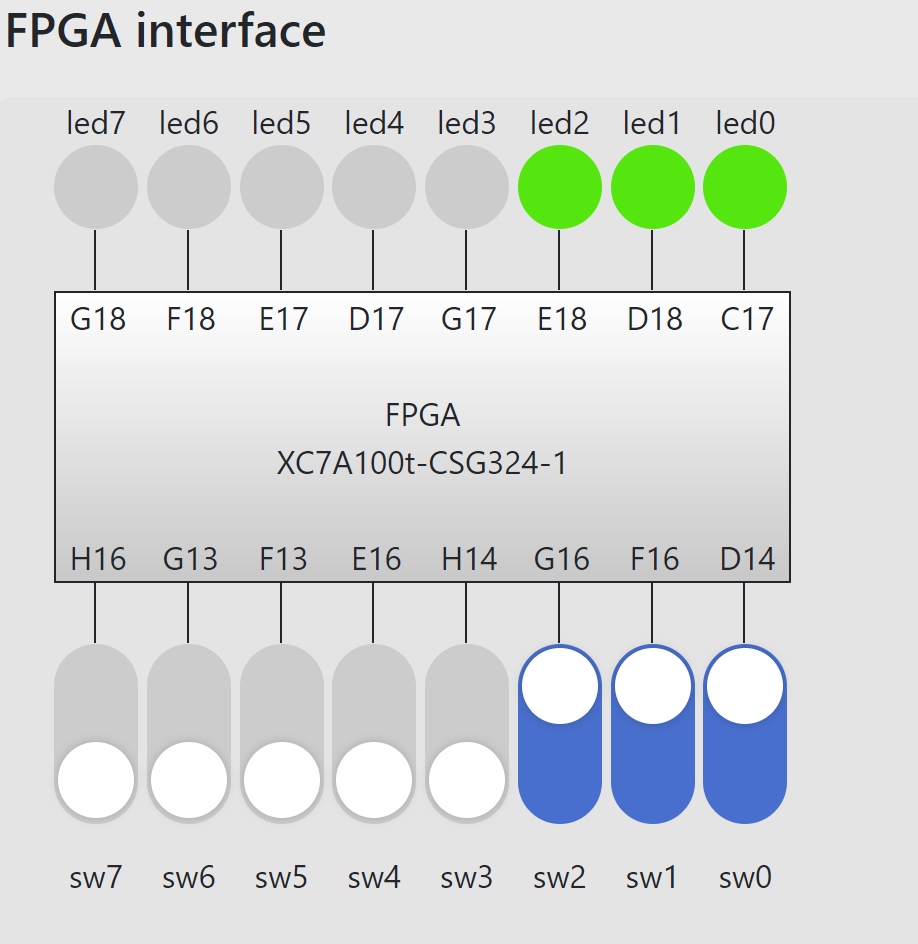 FPGA interface
led7 led6 led5 led4 led3 led2 led1 led0
G18 F18 E17 D17 G17 E18 D18 C17
FPGA
XC7A100t-CSG324-1
H16 G13 F13 E16 H14 G16 F16 D14
sw7 sw6 sw5 sw4 sw3 sw2 sw1 sw0